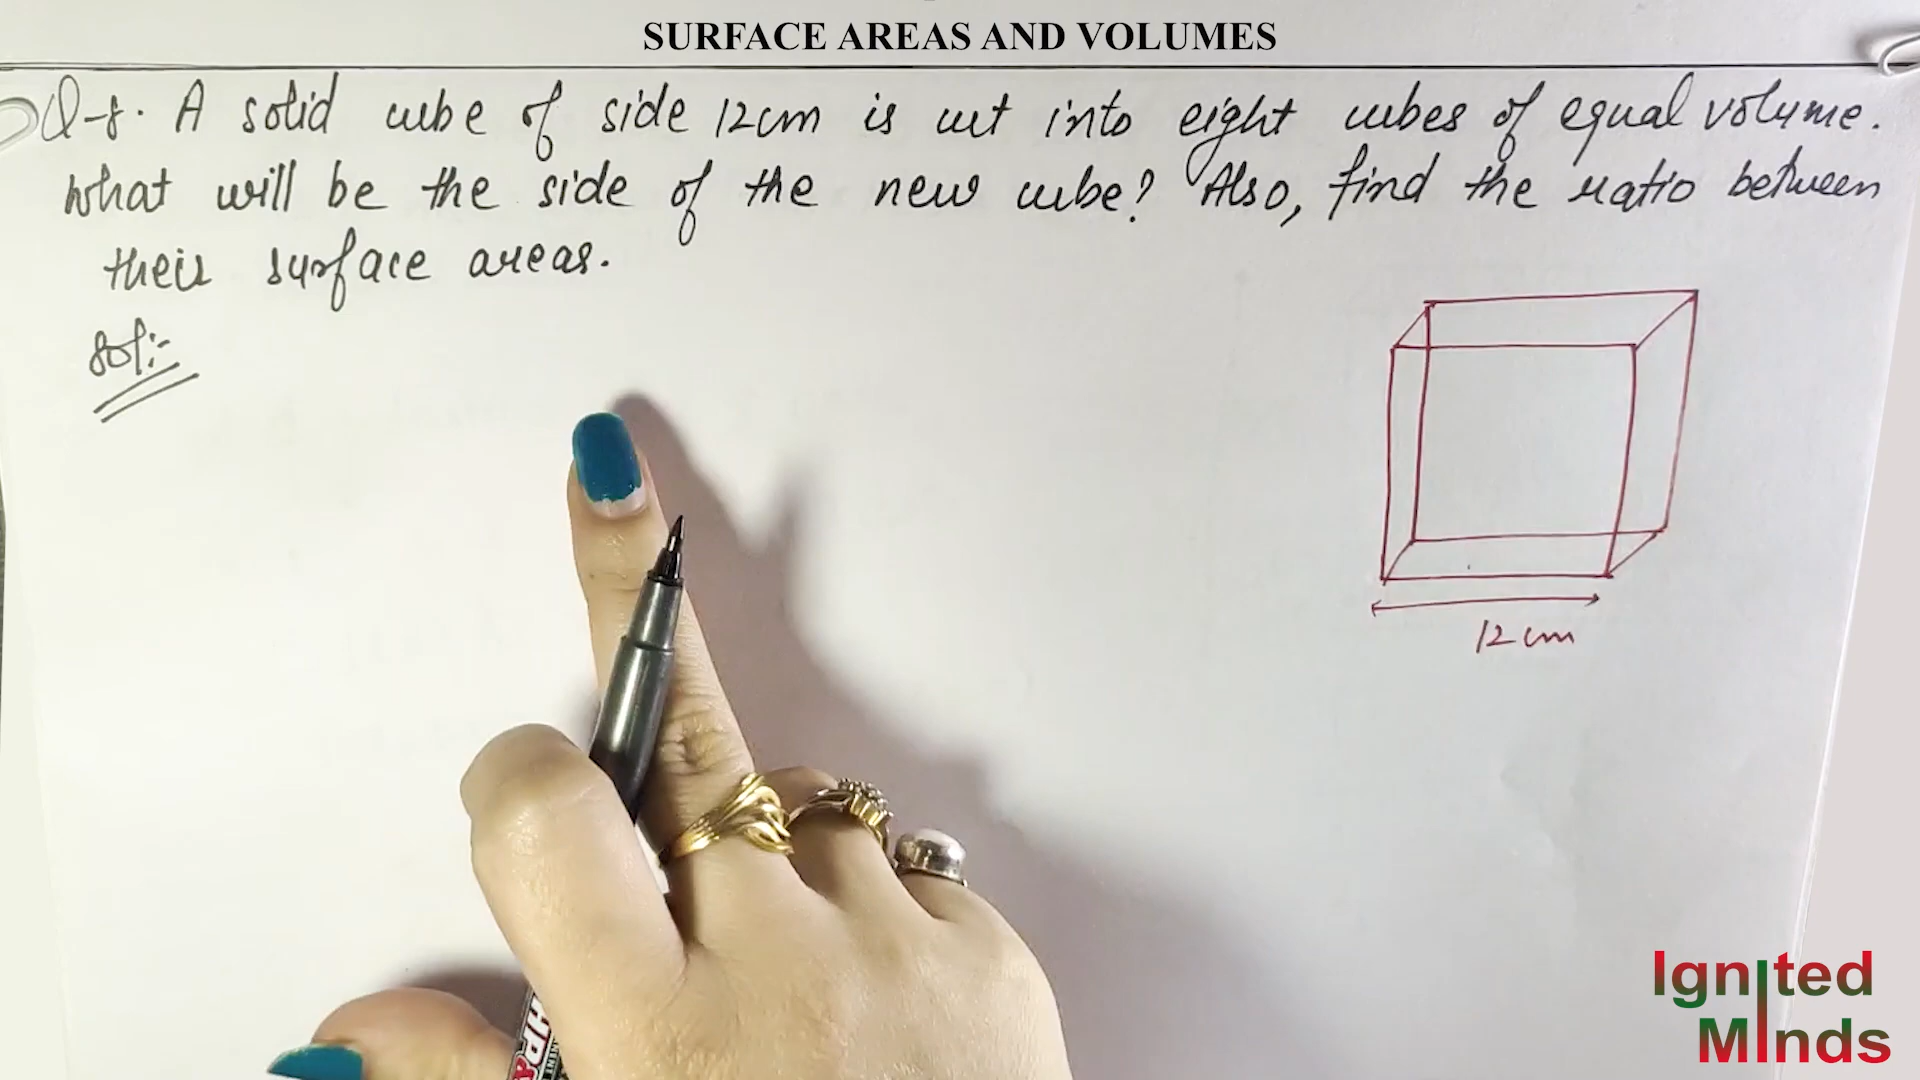 SURFACE AREAS AND VOLUMES
Q-8. A solid cube of side 12cm is cut into eight cubes of equal volume.
What will be the side of the new cube? Also, find the ratio between
their surface areas.
Sol:-
12 cm
Ignited
Minds